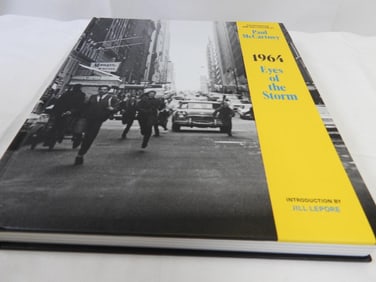 Paul
McCartney
1964
Eyes
of the
Storm
INTRODUCTION BY
JILL LEPORE